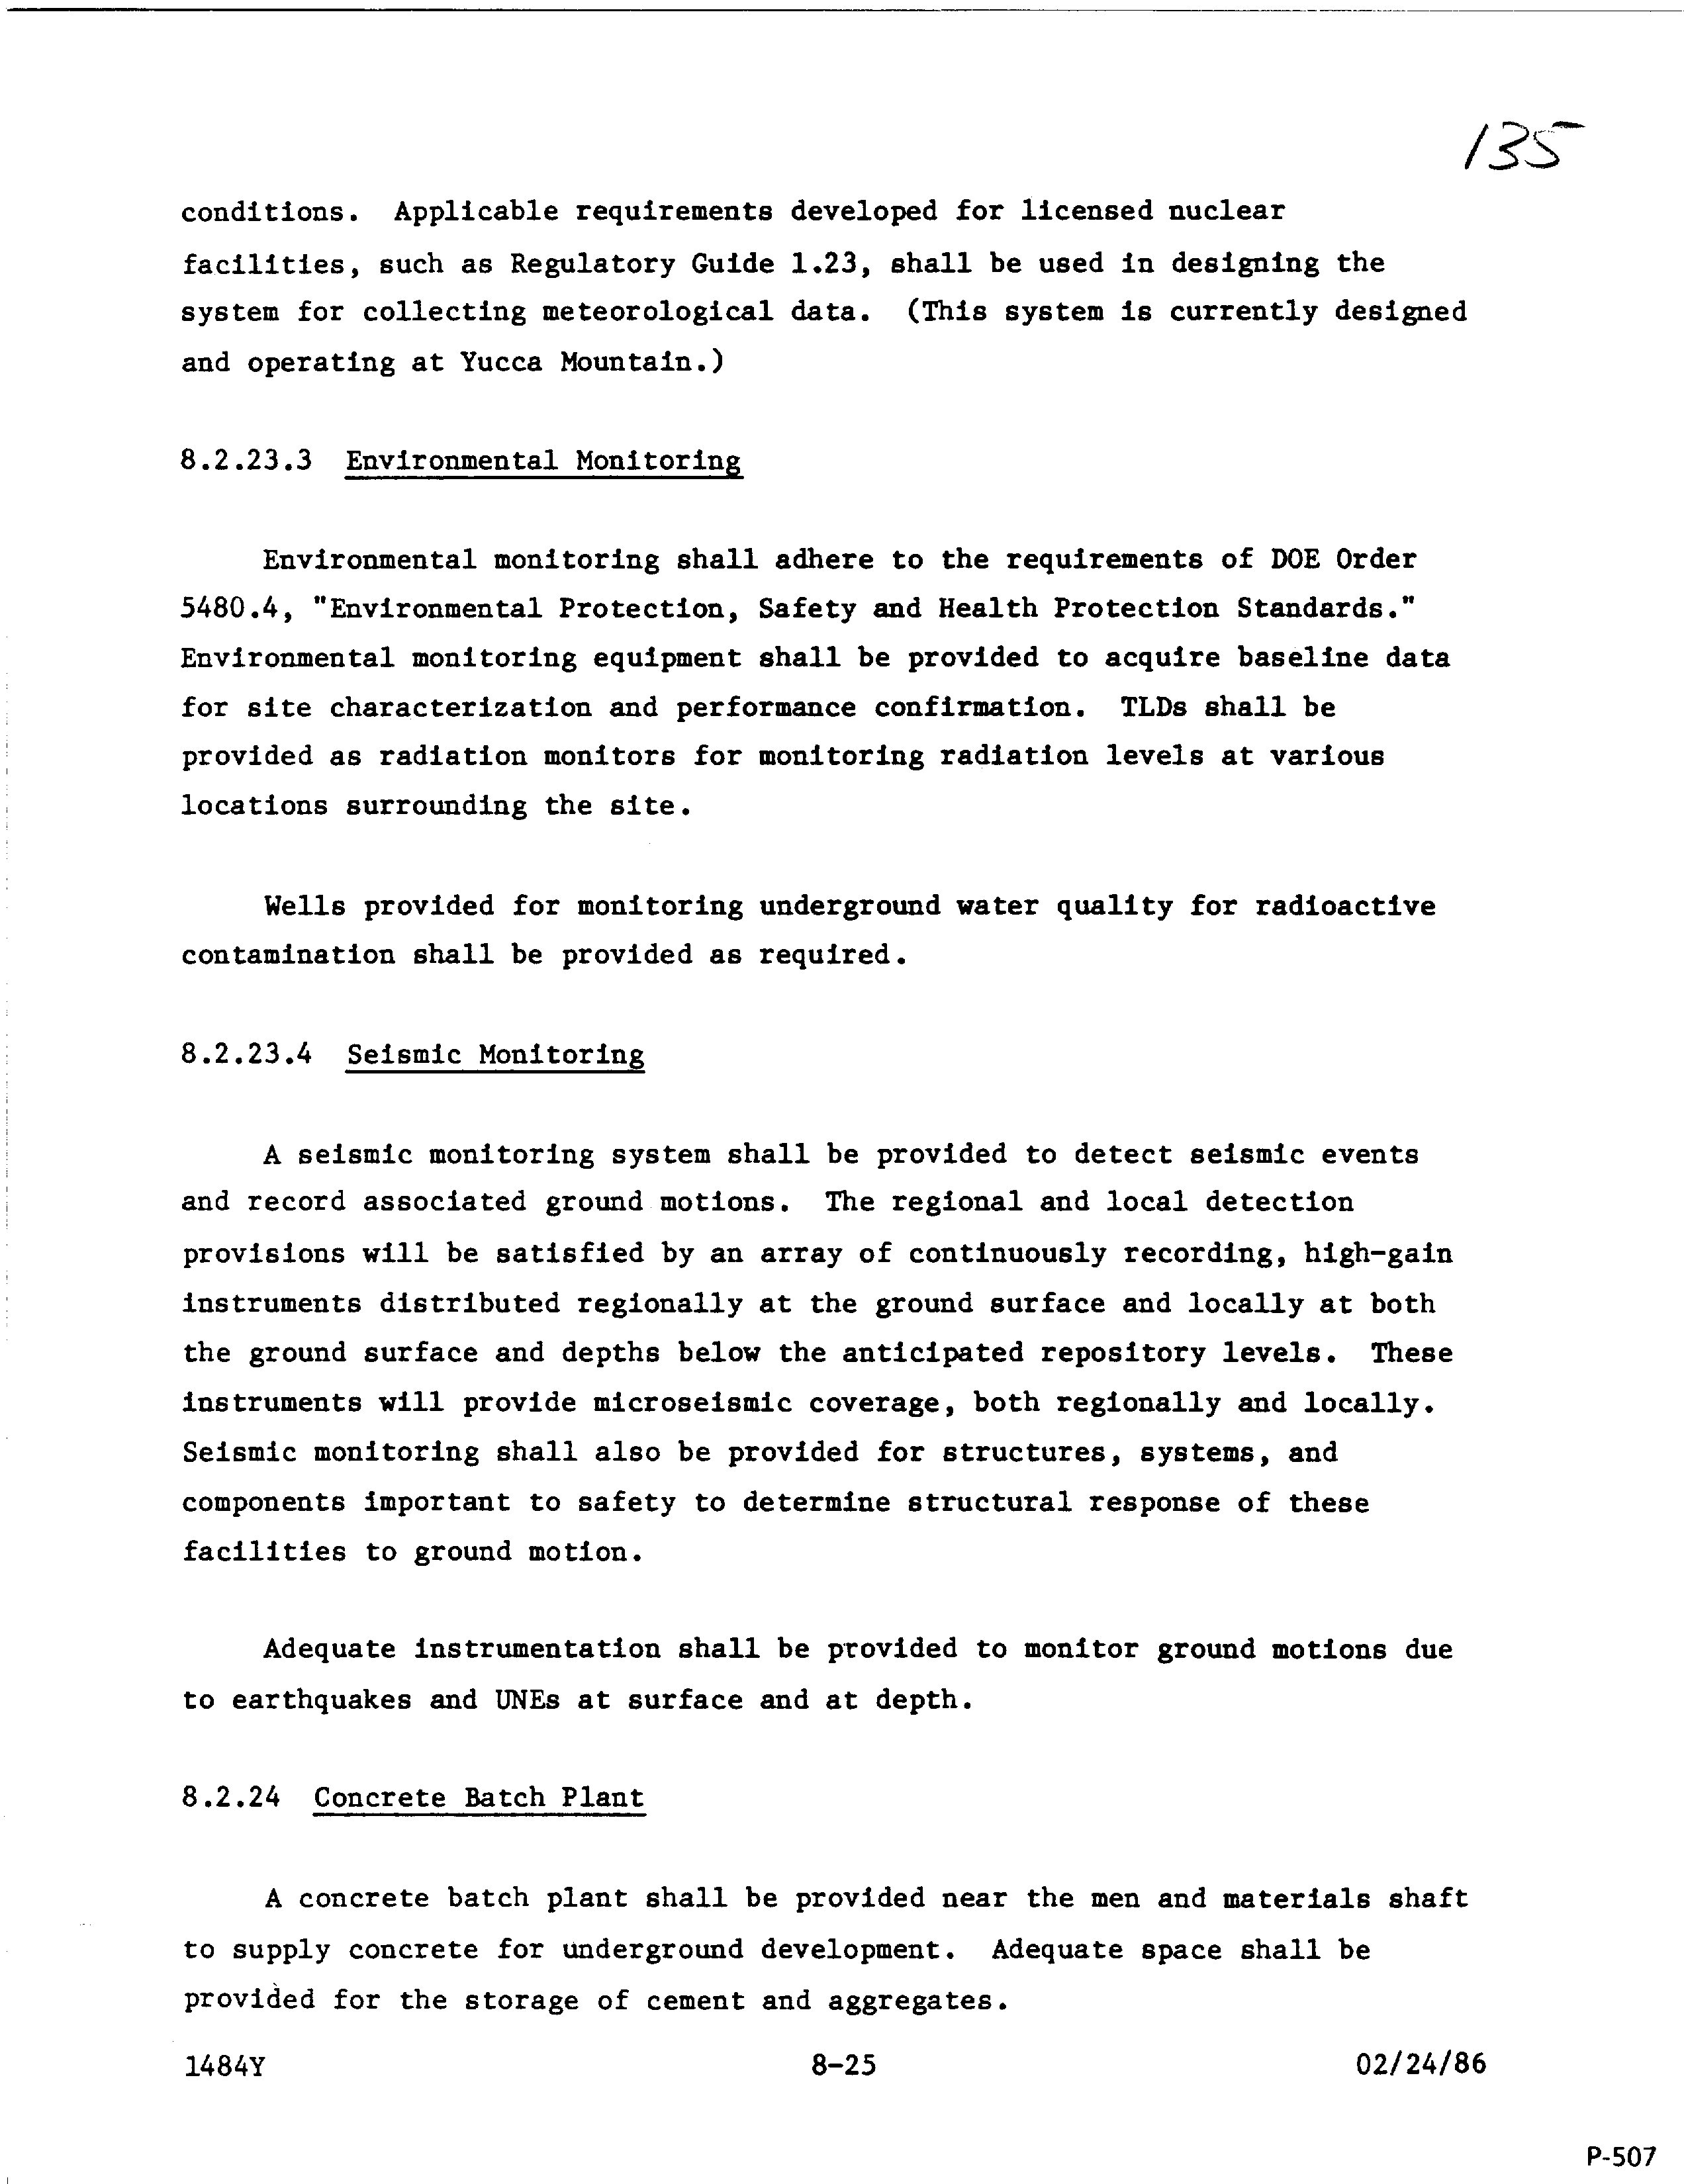 135
conditions. Applicable requirements developed for licensed nuclear
facilities, such as Regulatory Guide 1.23, shall be used in designing the
system for collecting meteorological data. (This system is currently designed
and operating at Yucca Mountain.)
8.2.23.3 Environmental Monitoring
Environmental monitoring shall adhere to the requirements of DOE Order
5480.4, "Environmental Protection, Safety and Health Protection Standards."
Environmental monitoring equipment shall be provided to acquire baseline data
for site characterization and performance confirmation. TLDs shall be
provided as radiation monitors for monitoring radiation levels at various
locations surrounding the site.
Wells provided for monitoring underground water quality for radioactive
contamination shall be provided as required.
8.2.23.4 Seismic Monitoring
A seismic monitoring system shall be provided to detect seismic events
and record associated ground motions. The regional and local detection
provisions will be satisfied by an array of continuously recording, high-gain
instruments distributed regionally at the ground surface and locally at both
the ground surface and depths below the anticipated repository levels. These
instruments will provide microseismic coverage, both regionally and locally.
Seismic monitoring shall also be provided for structures, systems, and
components important to safety to determine structural response of these
facilities to ground motion.
Adequate instrumentation shall be provided to monitor ground motions due
to earthquakes and UNEs at surface and at depth.
8.2.24 Concrete Batch Plant
A concrete batch plant shall be provided near the men and materials shaft
to supply concrete for underground development. Adequate space shall be
provided for the storage of cement and aggregates.
1484Y 8-25 02/24/86
P-507